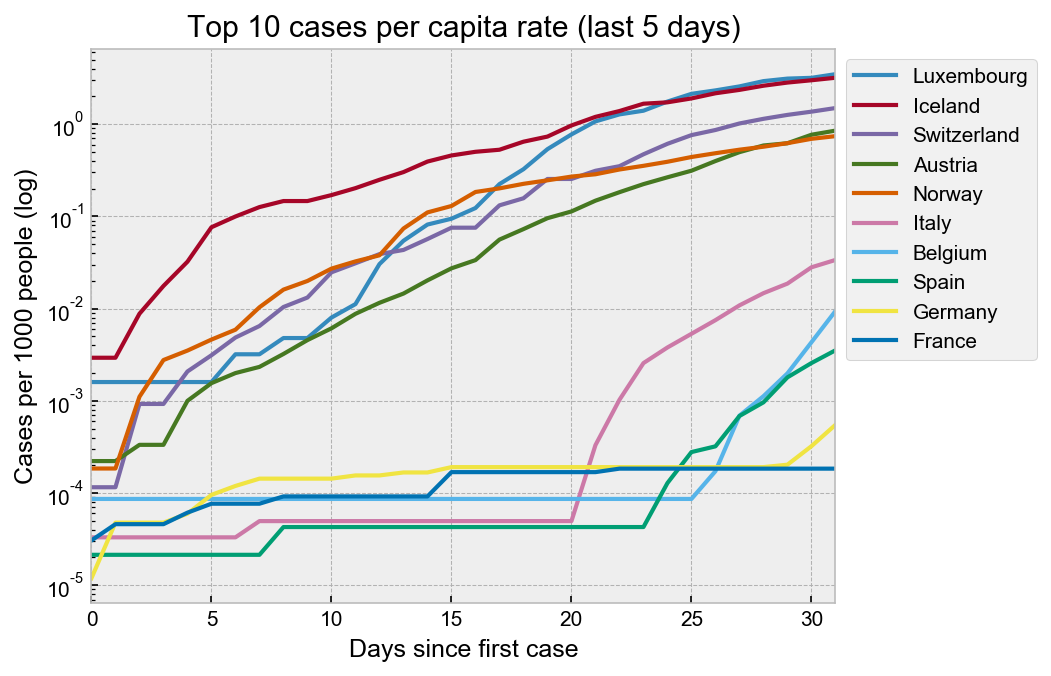 Top 10 cases per capita rate (last 5 days)
Cases per 1000 people (log)
10^0
10^-1
10^-2
10^-3
10^-4
10^-5
0 5 10 15 20 25 30
Days since first case
Luxembourg
Iceland
Switzerland
Austria
Norway
Italy
Belgium
Spain
Germany
France